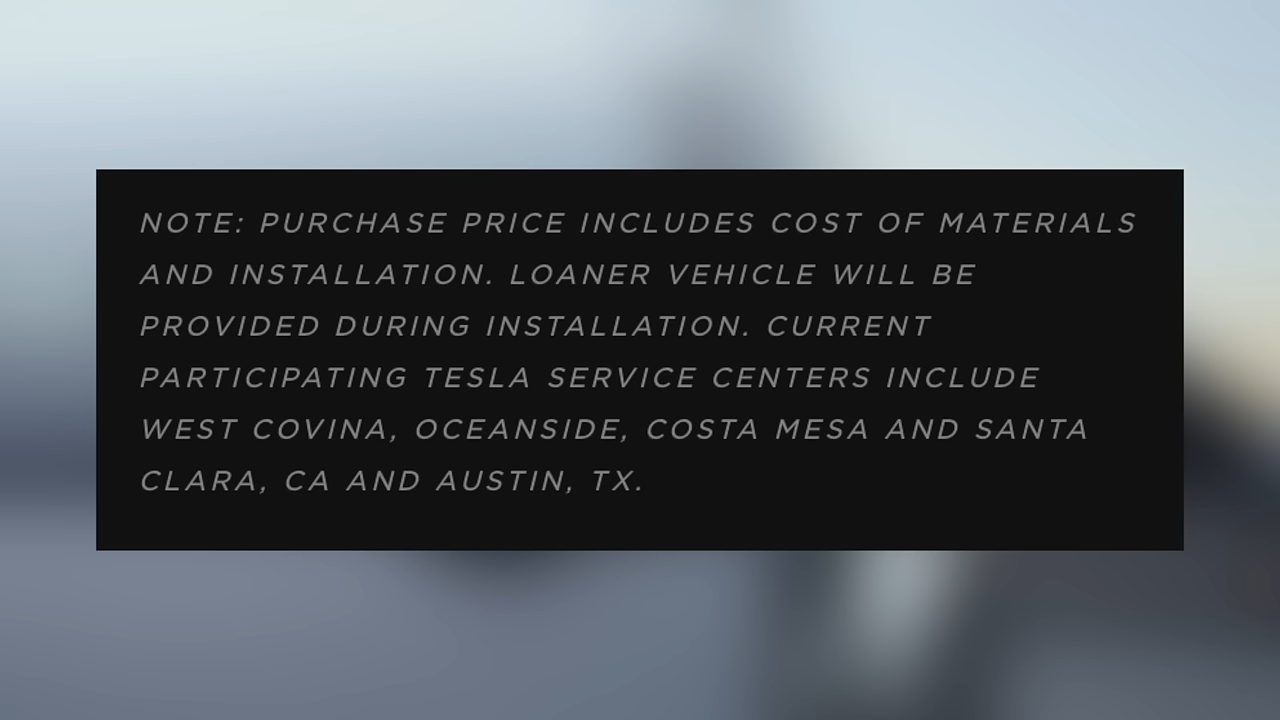 NOTE: PURCHASE PRICE INCLUDES COST OF MATERIALS
AND INSTALLATION. LOANER VEHICLE WILL BE
PROVIDED DURING INSTALLATION. CURRENT
PARTICIPATING TESLA SERVICE CENTERS INCLUDE
WEST COVINA, OCEANSIDE, COSTA MESA AND SANTA
CLARA, CA AND AUSTIN, TX.